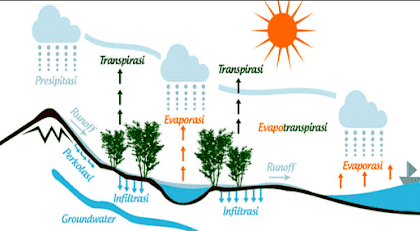 Transpirasi
Transpirasi
Presipitasi
Runoff
Evaporasi
Evapotranspirasi
Perkolasi
Runoff
Evaporasi
Infiltrasi
Infiltrasi
Groundwater